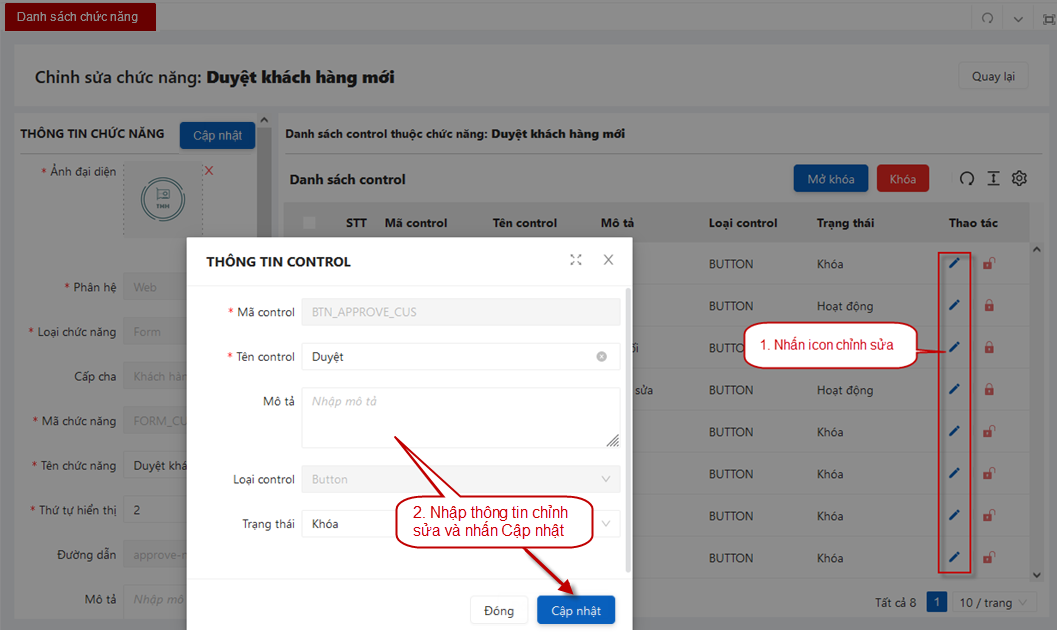 Danh sách chức năng
Chỉnh sửa chức năng: Duyệt khách hàng mới
Quay lại
THÔNG TIN CHỨC NĂNG
Cập nhật
* Ảnh đại diện
THH
* Phân hệ
Web
* Loại chức năng
Form
Cấp cha
Khách hàn
* Mã chức năng
FORM_CU
* Tên chức năng
Duyệt khá
* Thứ tự hiển thị
2
Đường dẫn
approve-n
Mô tả
Nhập mô
Danh sách control thuộc chức năng: Duyệt khách hàng mới
Danh sách control
Mở khóa
Khóa
STT Mã control Tên control Mô tả Loại control Trạng thái Thao tác
BUTTON Khóa
BUTTON Hoạt động
ối BUTTO
sửa BUTTON Hoạt động
BUTTON Khóa
BUTTON Khóa
BUTTON Khóa
BUTTON Khóa
Tất cả 8 1 10 / trang
1. Nhấn icon chỉnh sửa
THÔNG TIN CONTROL
* Mã control
BTN_APPROVE_CUS
* Tên control
Duyệt
Mô tả
Nhập mô tả
Loại control
Button
Trạng thái
Khóa
2. Nhập thông tin chỉnh
sửa và nhấn Cập nhật
Đóng
Cập nhật